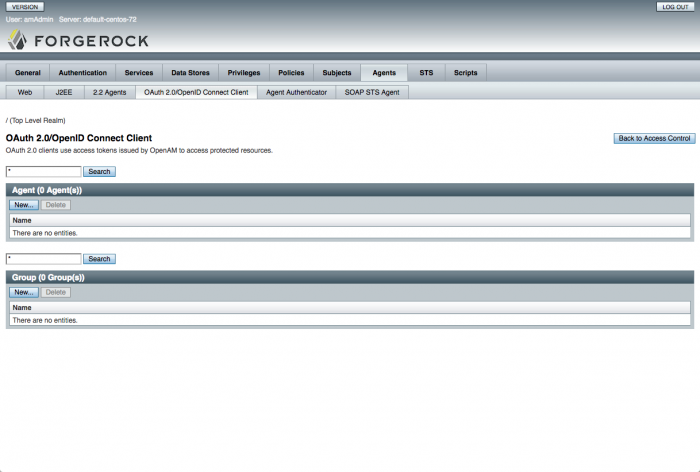 VERSION
LOG OUT
User: amAdmin Server: default-centos-72
FORGEROCK
General Authentication Services Data Stores Privileges Policies Subjects Agents STS Scripts
Web J2EE 2.2 Agents OAuth 2.0/OpenID Connect Client Agent Authenticator SOAP STS Agent
/ (Top Level Realm)
OAuth 2.0/OpenID Connect Client
Back to Access Control
OAuth 2.0 clients use access tokens issued by OpenAM to access protected resources.
* Search
Agent (0 Agent(s))
New... Delete
Name
There are no entities.
* Search
Group (0 Group(s))
New... Delete
Name
There are no entities.